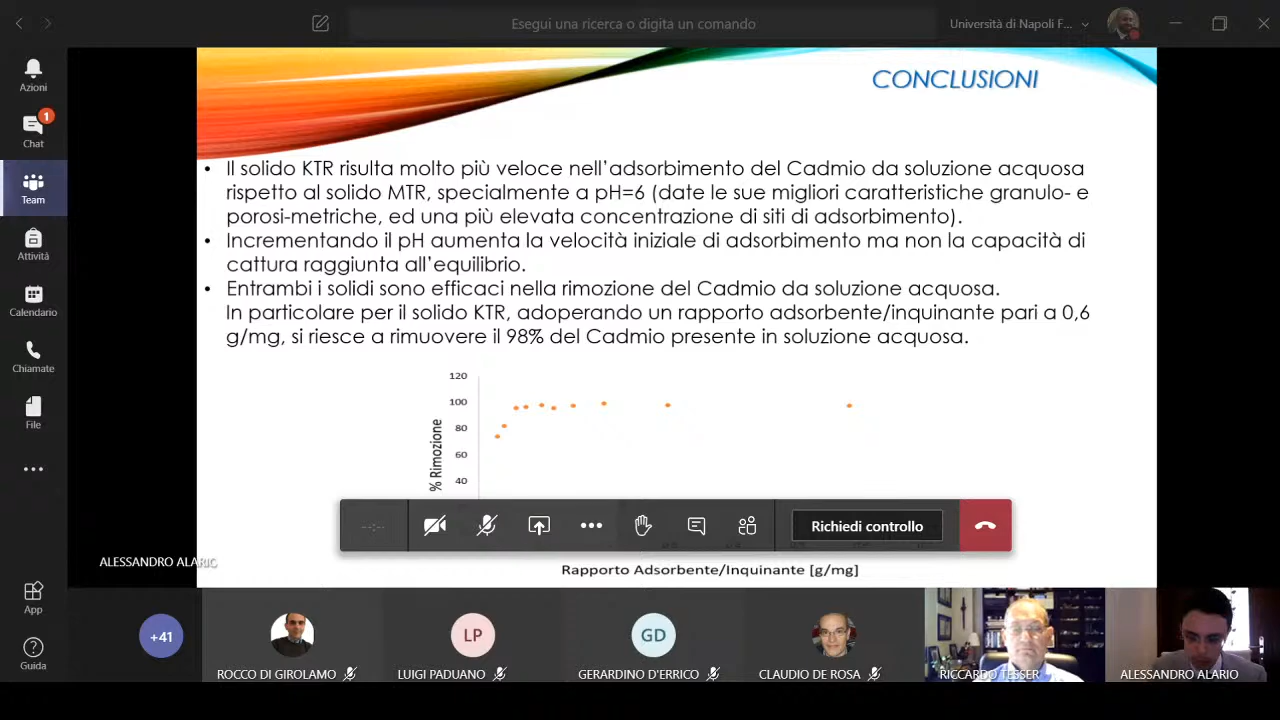 Esegui una ricerca o digita un comando
Università di Napoli F...
Azioni
1
Chat
Team
Attività
Calendario
Chiamate
File
App
Guida
CONCLUSIONI
• Il solido KTR risulta molto più veloce nell'adsorbimento del Cadmio da soluzione acquosa
rispetto al solido MTR, specialmente a pH=6 (date le sue migliori caratteristiche granulo- e
porosi-metriche, ed una più elevata concentrazione di siti di adsorbimento).
• Incrementando il pH aumenta la velocità iniziale di adsorbimento ma non la capacità di
cattura raggiunta all'equilibrio.
• Entrambi i solidi sono efficaci nella rimozione del Cadmio da soluzione acquosa.
In particolare per il solido KTR, adoperando un rapporto adsorbente/inquinante pari a 0,6
g/mg, si riesce a rimuovere il 98% del Cadmio presente in soluzione acquosa.
120
100
80
60
40
% Rimozione
--:--
Richiedi controllo
Rapporto Adsorbente/Inquinante [g/mg]
ALESSANDRO ALARIC
+41
ROCCO DI GIROLAMO
LP
LUIGI PADUANO
GD
GERARDINO D'ERRICO
CLAUDIO DE ROSA
RICCARDO TESSER
ALESSANDRO ALARIO